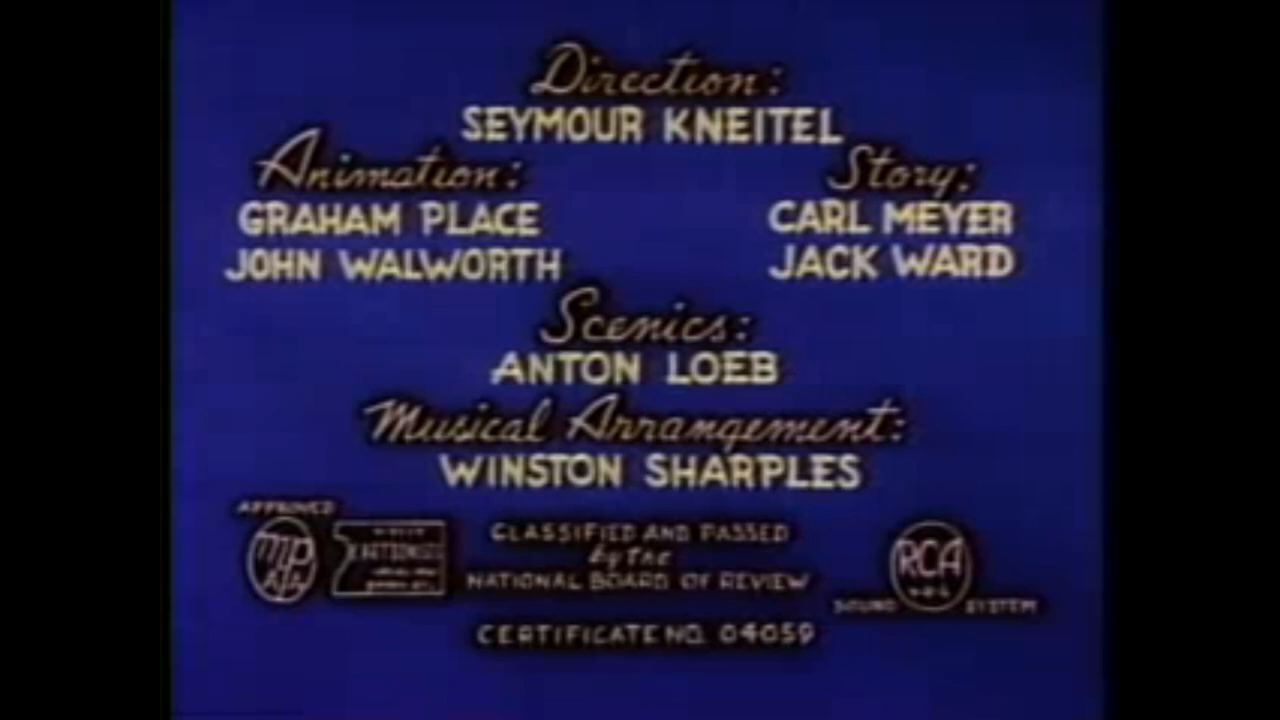 Direction:
SEYMOUR KNEITEL
Animation:
GRAHAM PLACE
JOHN WALWORTH
Story:
CARL MEYER
JACK WARD
Scenics:
ANTON LOEB
Musical Arrangement:
WINSTON SHARPLES
APPROVED
CLASSIFIED AND PASSED
by the
NATIONAL BOARD OF REVIEW
CERTIFICATE NO. 04059
RCA
SOUND SYSTEM